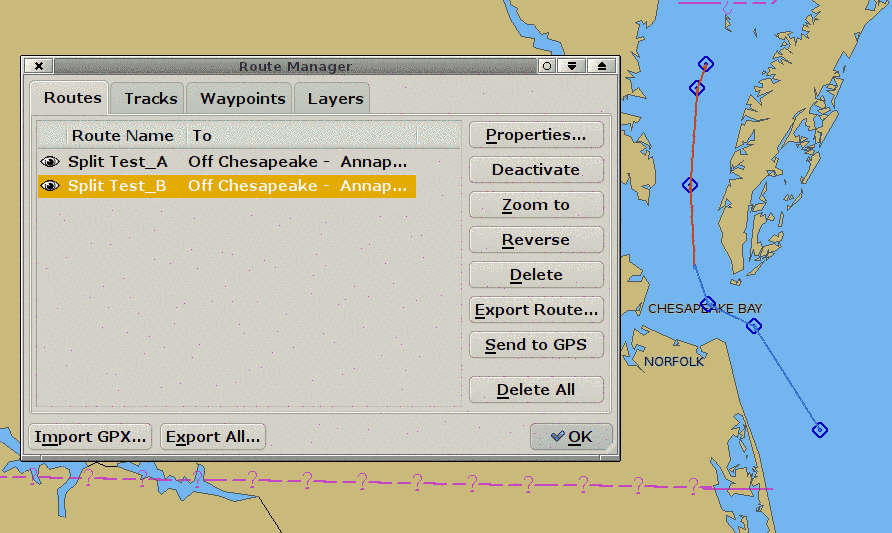 Route Manager
Routes Tracks Waypoints Layers
Route Name To
Split Test_A Off Chesapeake - Annap...
Split Test_B Off Chesapeake - Annap...
Properties...
Deactivate
Zoom to
Reverse
Delete
Export Route...
Send to GPS
Delete All
Import GPX... Export All... OK
CHESAPEAKE BAY
NORFOLK
? ? ? ? ? ? ? ? ? ? ? ? ?